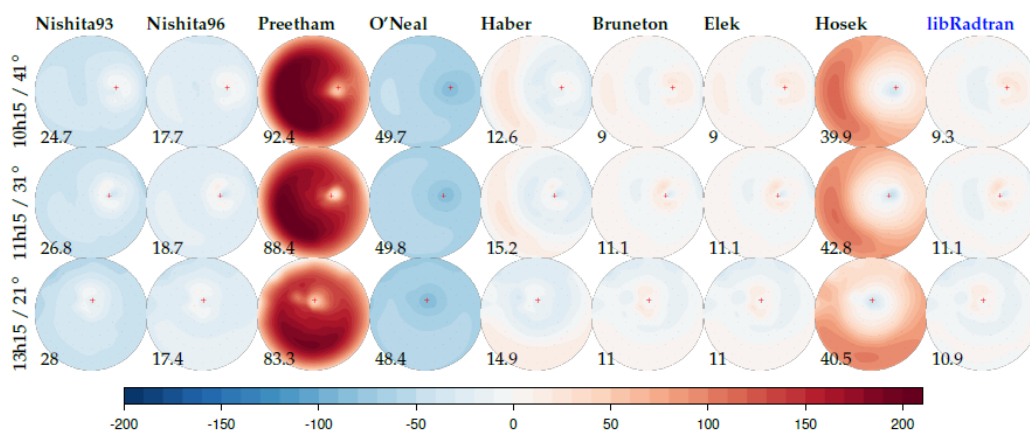 Nishita93 Nishita96 Preetham O'Neal Haber Bruneton Elek Hosek libRadtran
10h15 / 41°
24.7 17.7 92.4 49.7 12.6 9 9 39.9 9.3
11h15 / 31°
26.8 18.7 88.4 49.8 15.2 11.1 11.1 42.8 11.1
13h15 / 21°
28 17.4 83.3 48.4 14.9 11 11 40.5 10.9
-200 -150 -100 -50 0 50 100 150 200